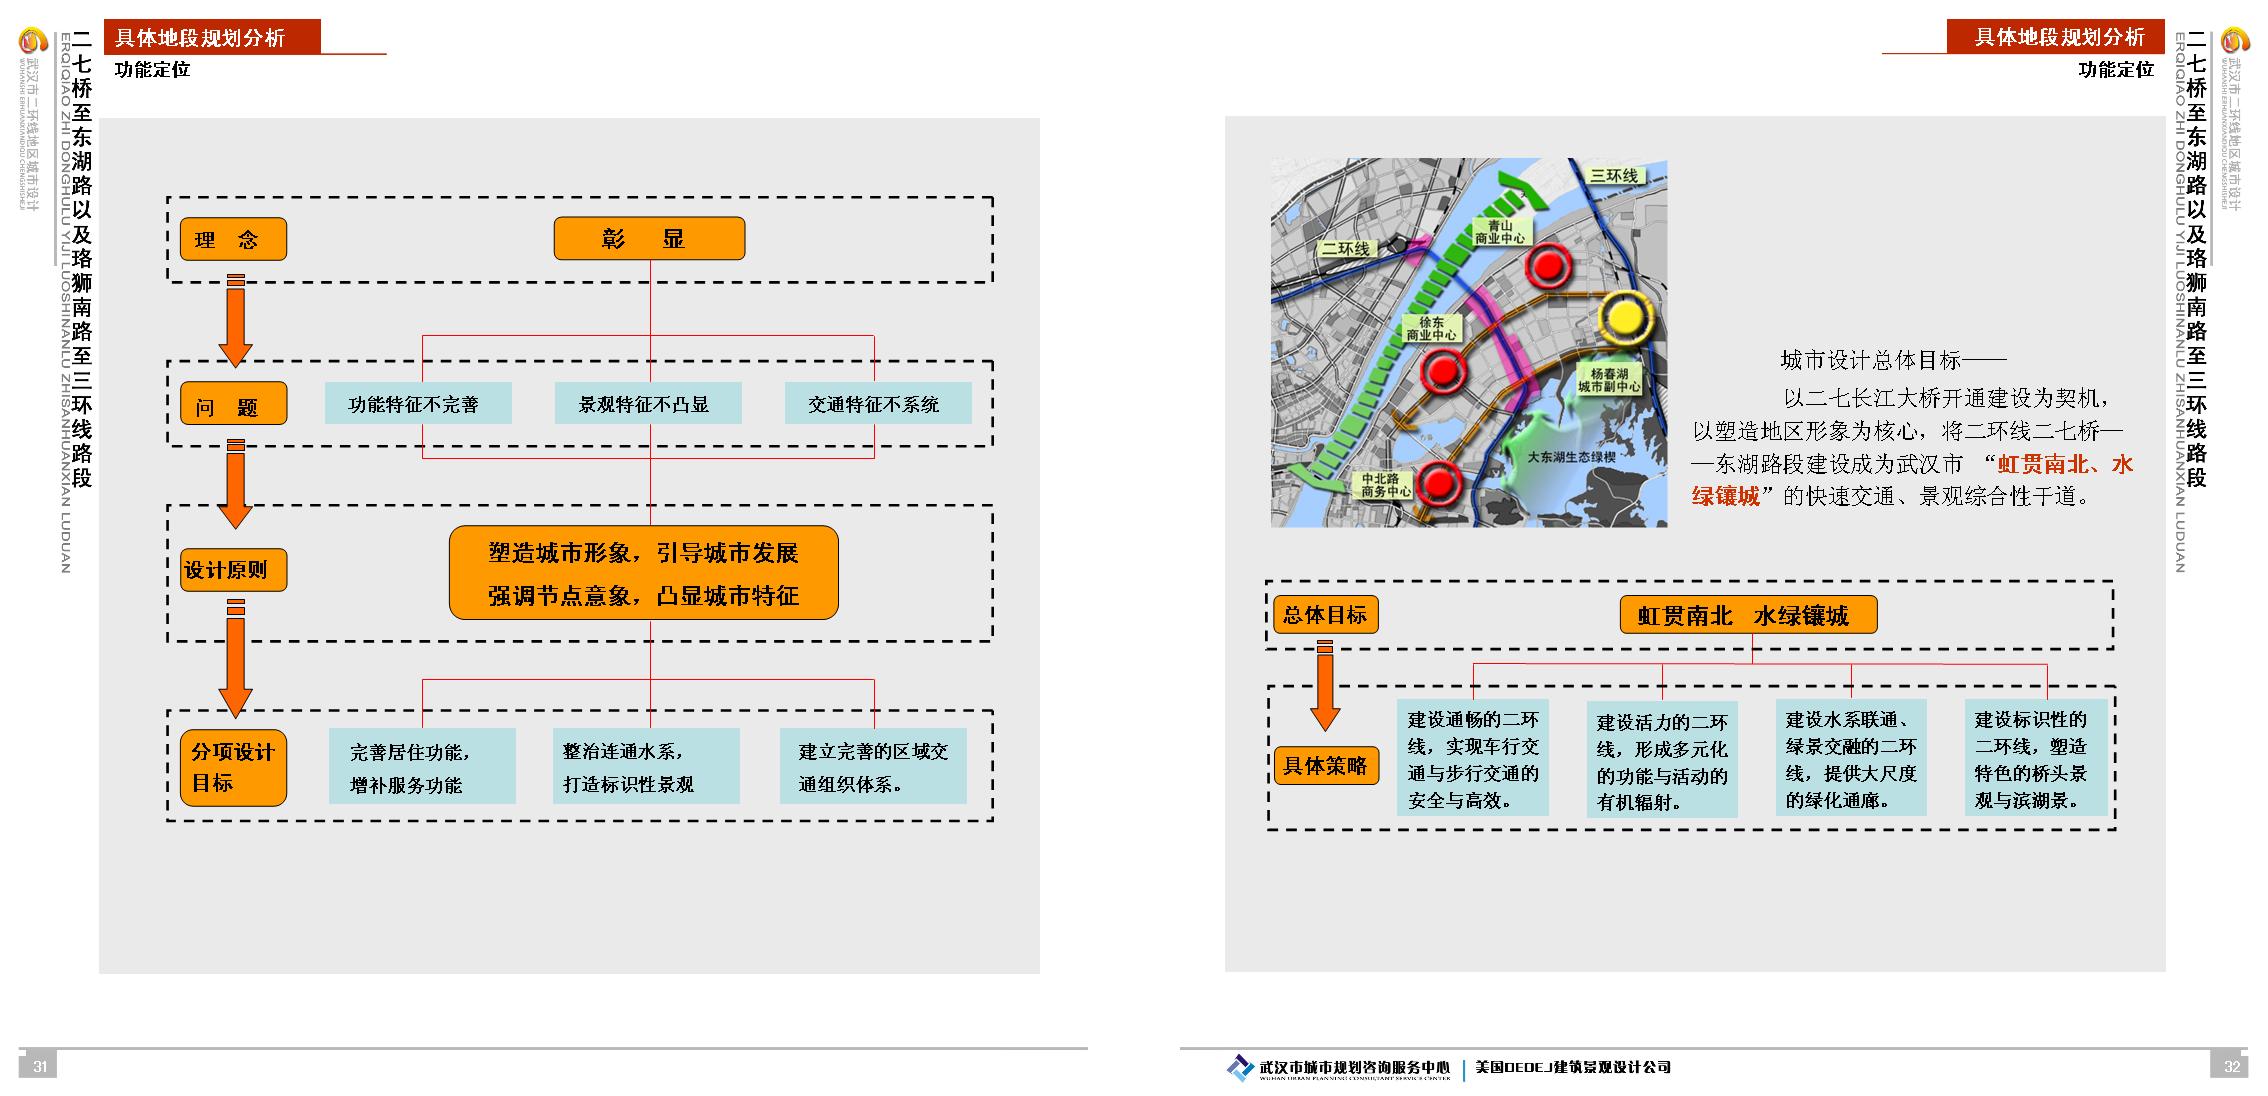 具体地段规划分析
功能定位
武汉市二环线地区城市设计
WUHANSHI ERHUANXIANDIQU CHENGSHISHEJI
二七桥至东湖路以及珞狮南路至三环线路段
ERQIQIAO ZHI DONGHULU YIJI LUOSHINANLU ZHISANHUANXIAN LUDUAN
理 念
彰 显
问 题
功能特征不完善
景观特征不凸显
交通特征不系统
设计原则
塑造城市形象，引导城市发展
强调节点意象，凸显城市特征
分项设计
目标
完善居住功能，
增补服务功能
整治连通水系，
打造标识性景观
建立完善的区域交
通组织体系。
31
具体地段规划分析
功能定位
三环线
青山
商业中心
二环线
徐东
商业中心
杨春湖
城市副中心
大东湖生态绿楔
中北路
商务中心
城市设计总体目标——
以二七长江大桥开通建设为契机，
以塑造地区形象为核心，将二环线二七桥—
—东湖路段建设成为武汉市 “虹贯南北、水
绿镶城”的快速交通、景观综合性干道。
总体目标
虹贯南北 水绿镶城
具体策略
建设通畅的二环
线，实现车行交
通与步行交通的
安全与高效。
建设活力的二环
线，形成多元化
的功能与活动的
有机辐射。
建设水系联通、
绿景交融的二环
线，提供大尺度
的绿化通廊。
建设标识性的
二环线，塑造
特色的桥头景
观与滨湖景。
二七桥至东湖路以及珞狮南路至三环线路段
ERQIQIAO ZHI DONGHULU YIJI LUOSHINANLU ZHISANHUANXIAN LUDUAN
武汉市二环线地区城市设计
WUHANSHI ERHUANXIANDIQU CHENGSHISHEJI
武汉市城市规划咨询服务中心
WUHAN URBAN PLANNING CONSULTANT SERVICE CENTER
美国DEDEJ建筑景观设计公司
32